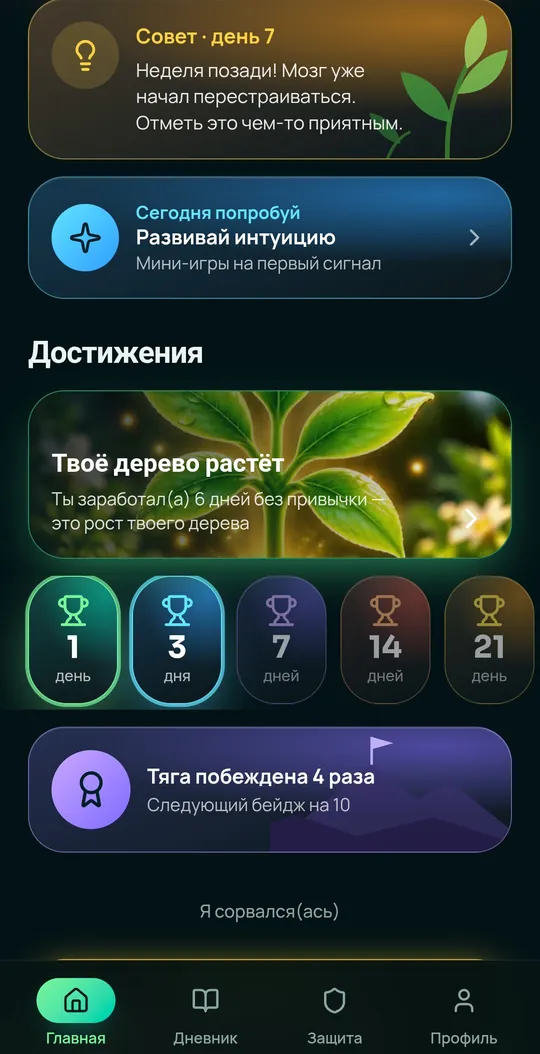 Совет · день 7
Неделя позади! Мозг уже
начал перестраиваться.
Отметь это чем-то приятным.
Сегодня попробуй
Развивай интуицию
Мини-игры на первый сигнал
Достижения
Твоё дерево растёт
Ты заработал(а) 6 дней без привычки —
это рост твоего дерева
1
день
3
дня
7
дней
14
дней
21
день
Тяга побеждена 4 раза
Следующий бейдж на 10
Я сорвался(ась)
Главная
Дневник
Защита
Профиль